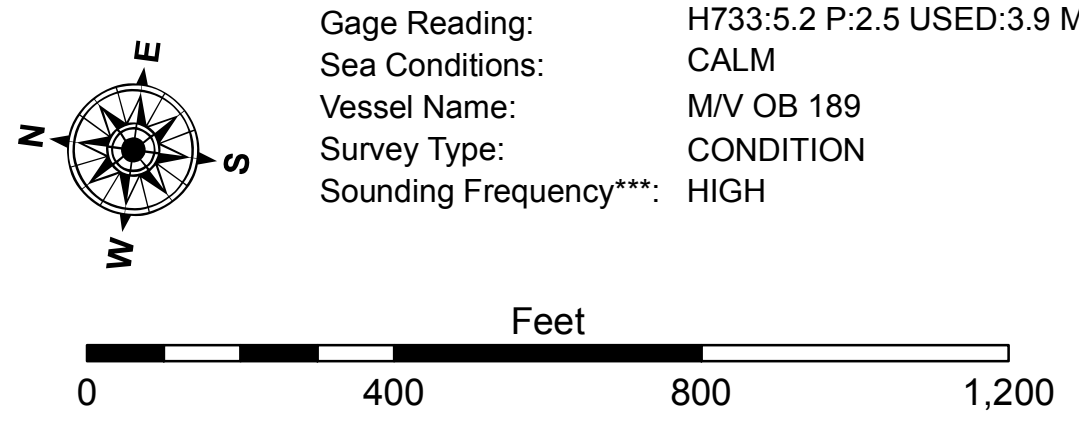 Gage Reading: H733:5.2 P:2.5 USED:3.9
Sea Conditions: CALM
Vessel Name: M/V OB 189
Survey Type: CONDITION
Sounding Frequency***: HIGH
E
N
S
W
Feet
0 400 800 1,200